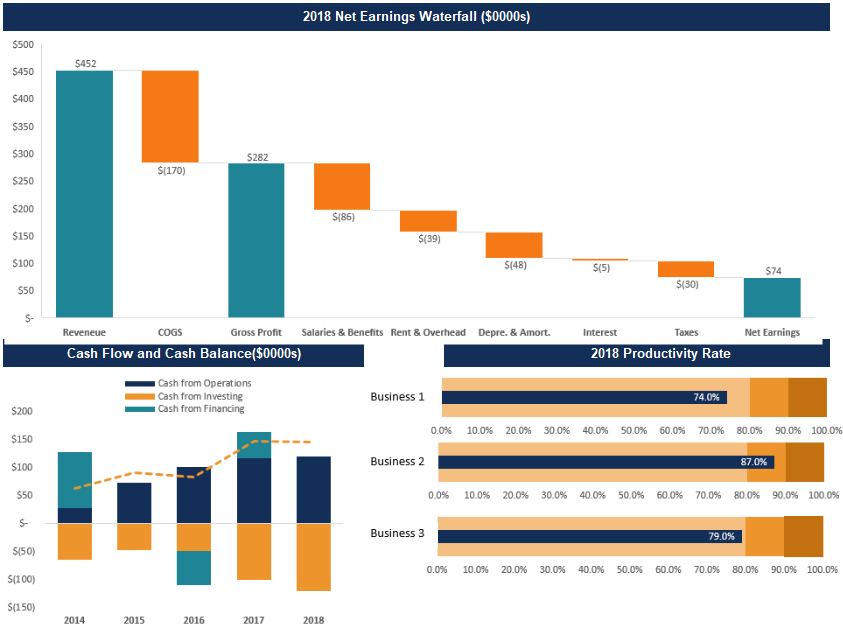 2018 Net Earnings Waterfall ($0000s)
$500
$450
$400
$350
$300
$250
$200
$150
$100
$50
$-
$452
$(170)
$282
$(86)
$(39)
$(48)
$(5)
$(30)
$74
Reveneue COGS Gross Profit Salaries & Benefits Rent & Overhead Depre. & Amort. Interest Taxes Net Earnings
Cash Flow and Cash Balance($0000s)
Cash from Operations
Cash from Investing
Cash from Financing
$200
$150
$100
$50
$-
$(50)
$(100)
$(150)
2014 2015 2016 2017 2018
2018 Productivity Rate
Business 1
74.0%
0.0% 10.0% 20.0% 30.0% 40.0% 50.0% 60.0% 70.0% 80.0% 90.0% 100.0%
Business 2
87.0%
0.0% 10.0% 20.0% 30.0% 40.0% 50.0% 60.0% 70.0% 80.0% 90.0% 100.0%
Business 3
79.0%
0.0% 10.0% 20.0% 30.0% 40.0% 50.0% 60.0% 70.0% 80.0% 90.0% 100.0%